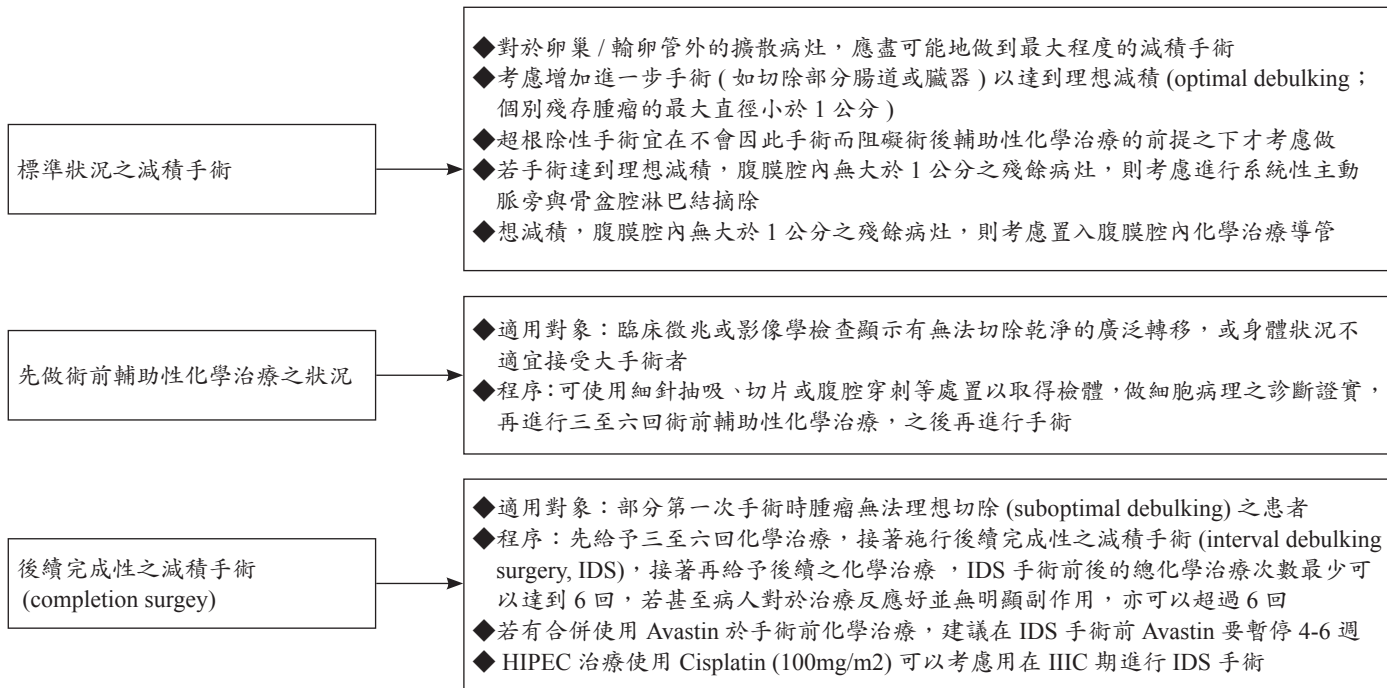 標準狀況之減積手術
◆對於卵巢 / 輸卵管外的擴散病灶，應盡可能地做到最大程度的減積手術
◆考慮增加進一步手術 ( 如切除部分腸道或臟器 ) 以達到理想減積 (optimal debulking；
個別殘存腫瘤的最大直徑小於 1 公分 )
◆超根除性手術宜在不會因此手術而阻礙術後輔助性化學治療的前提之下才考慮做
◆若手術達到理想減積，腹膜腔內無大於 1 公分之殘餘病灶，則考慮進行系統性主動
脈旁與骨盆腔淋巴結摘除
◆想減積，腹膜腔內無大於 1 公分之殘餘病灶，則考慮置入腹膜腔內化學治療導管
先做術前輔助性化學治療之狀況
◆適用對象：臨床徵兆或影像學檢查顯示有無法切除乾淨的廣泛轉移，或身體狀況不
適宜接受大手術者
◆程序：可使用細針抽吸、切片或腹腔穿刺等處置以取得檢體，做細胞病理之診斷證實，
再進行三至六回術前輔助性化學治療，之後再進行手術
後續完成性之減積手術
(completion surgey)
◆適用對象：部分第一次手術時腫瘤無法理想切除 (suboptimal debulking) 之患者
◆程序：先給予三至六回化學治療，接著施行後續完成性之減積手術 (interval debulking
surgery, IDS)，接著再給予後續之化學治療 ，IDS 手術前後的總化學治療次數最少可
以達到 6 回，若甚至病人對於治療反應好並無明顯副作用，亦可以超過 6 回
◆若有合併使用 Avastin 於手術前化學治療，建議在 IDS 手術前 Avastin 要暫停 4-6 週
◆ HIPEC 治療使用 Cisplatin (100mg/m2) 可以考慮用在 IIIC 期進行 IDS 手術